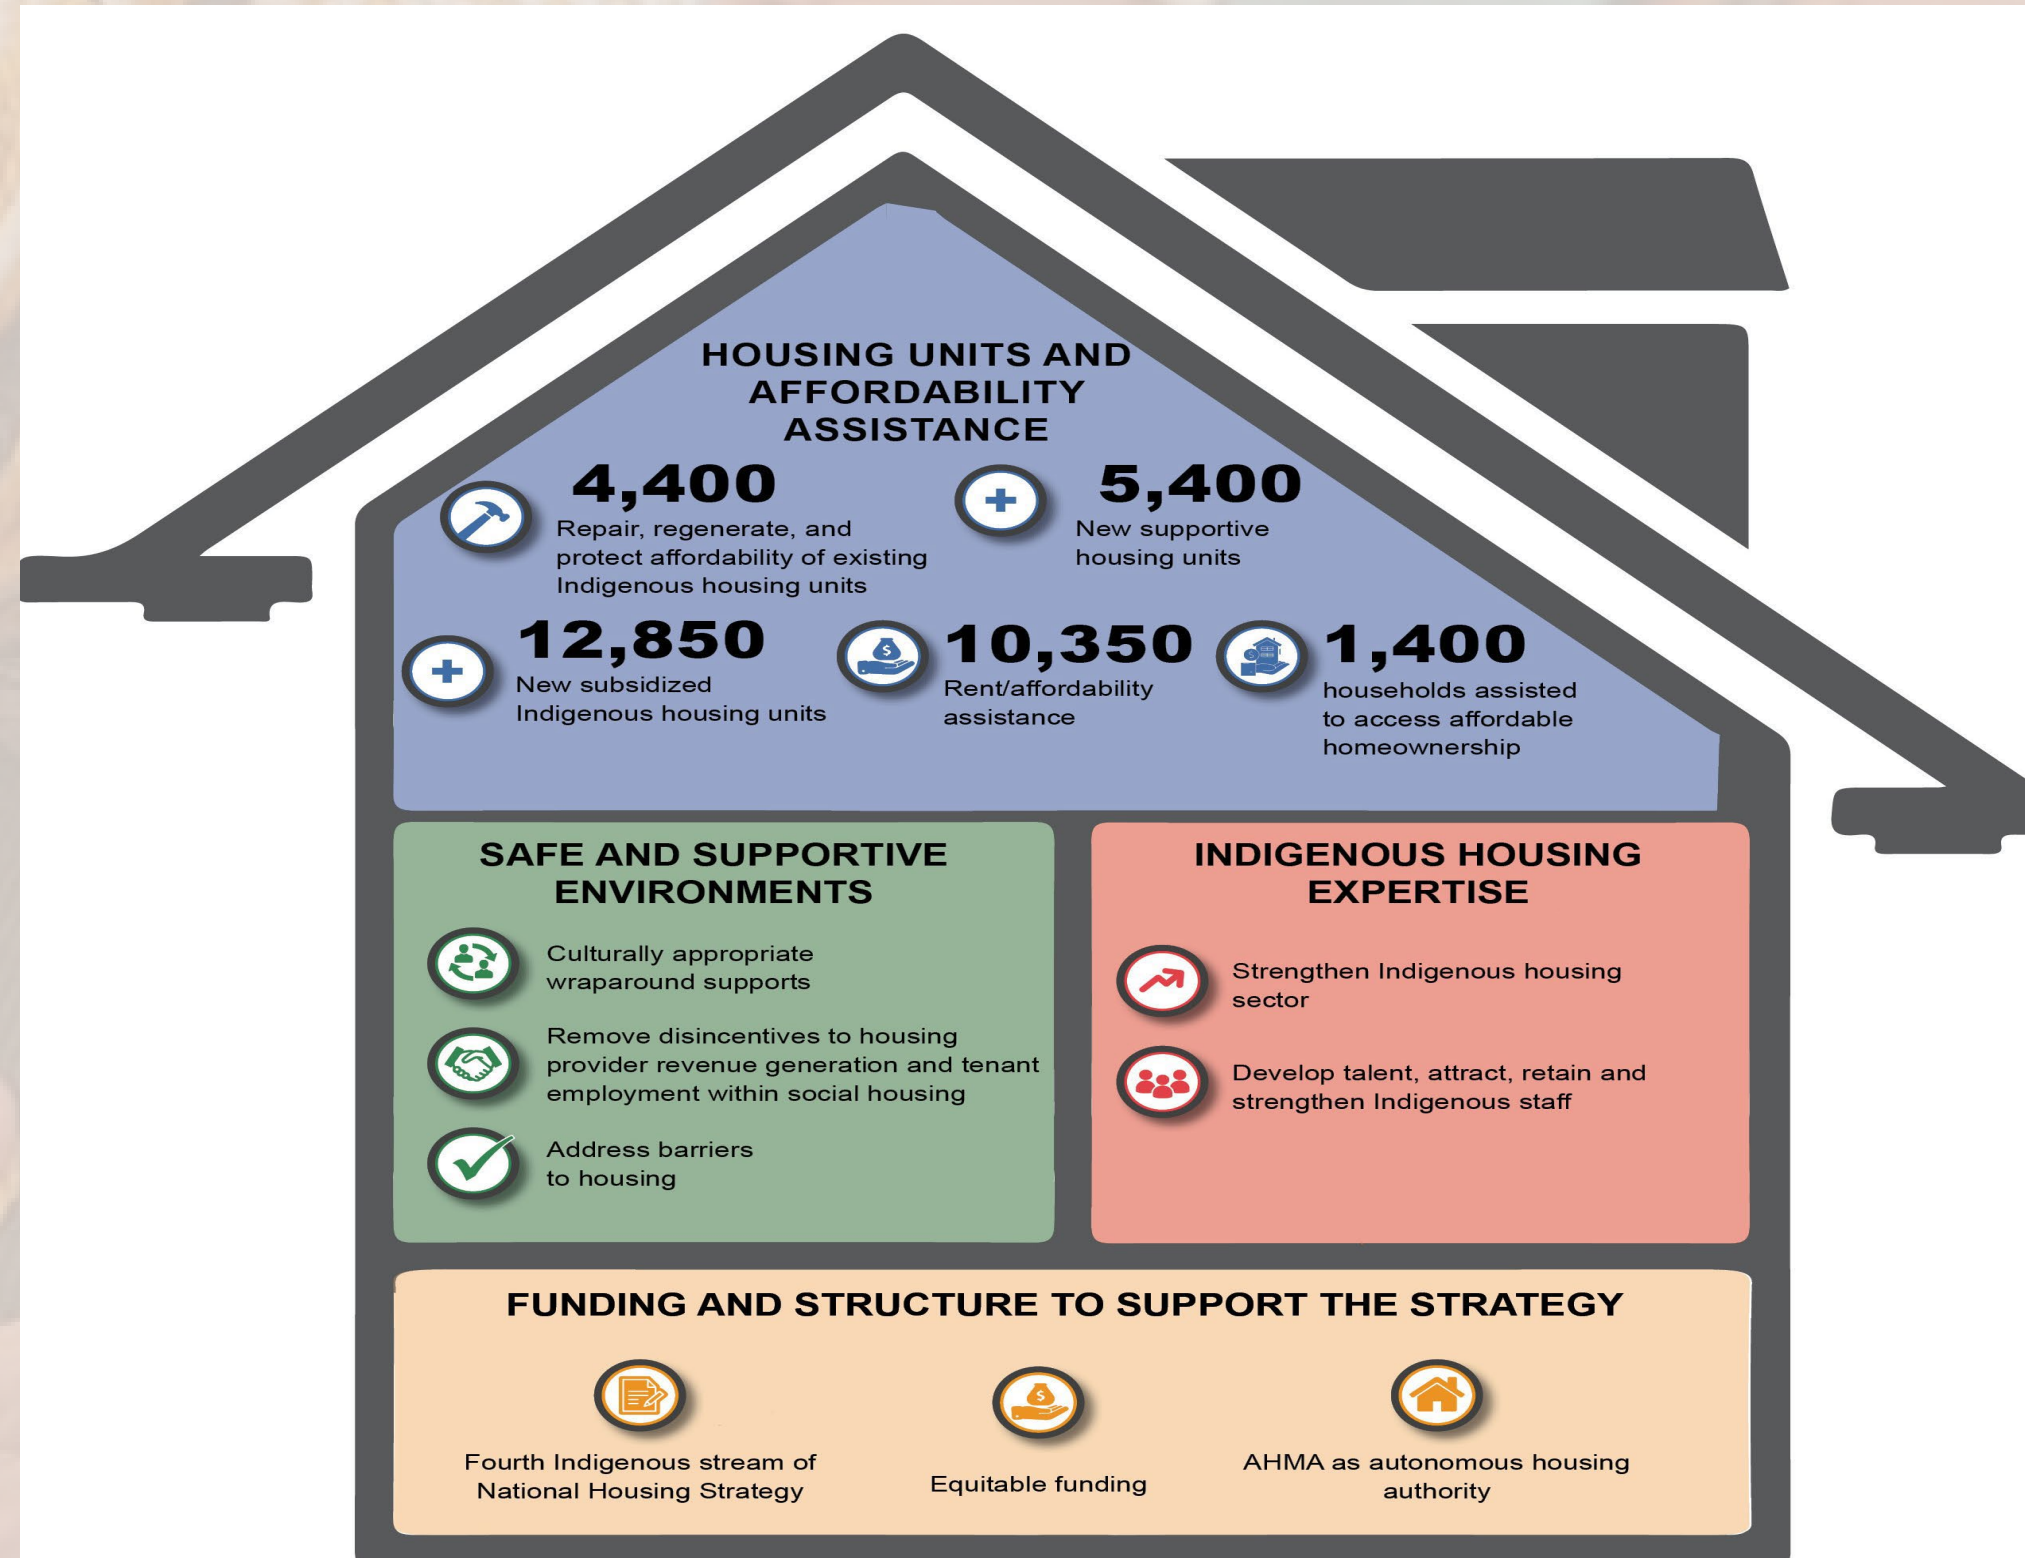 HOUSING UNITS AND
AFFORDABILITY
ASSISTANCE
4,400
Repair, regenerate, and
protect affordability of existing
Indigenous housing units
5,400
New supportive
housing units
12,850
New subsidized
Indigenous housing units
10,350
Rent/affordability
assistance
1,400
households assisted
to access affordable
homeownership
SAFE AND SUPPORTIVE
ENVIRONMENTS
Culturally appropriate
wraparound supports
Remove disincentives to housing
provider revenue generation and tenant
employment within social housing
Address barriers
to housing
INDIGENOUS HOUSING
EXPERTISE
Strengthen Indigenous housing
sector
Develop talent, attract, retain and
strengthen Indigenous staff
FUNDING AND STRUCTURE TO SUPPORT THE STRATEGY
Fourth Indigenous stream of
National Housing Strategy
Equitable funding
AHMA as autonomous housing
authority